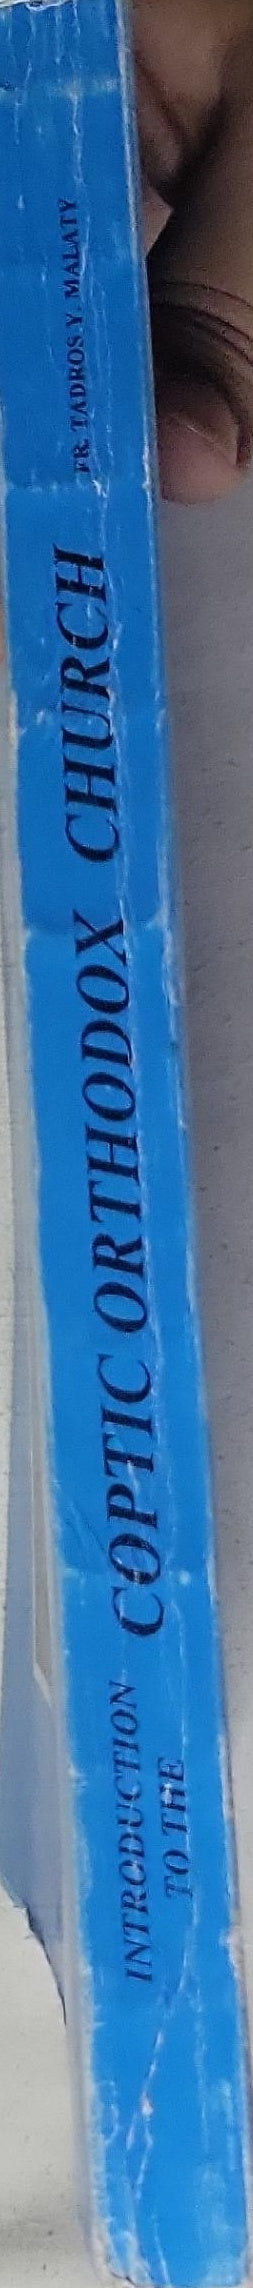 INTRODUCTION
TO THE
COPTIC ORTHODOX CHURCH
FR. TADROS Y. MALATY